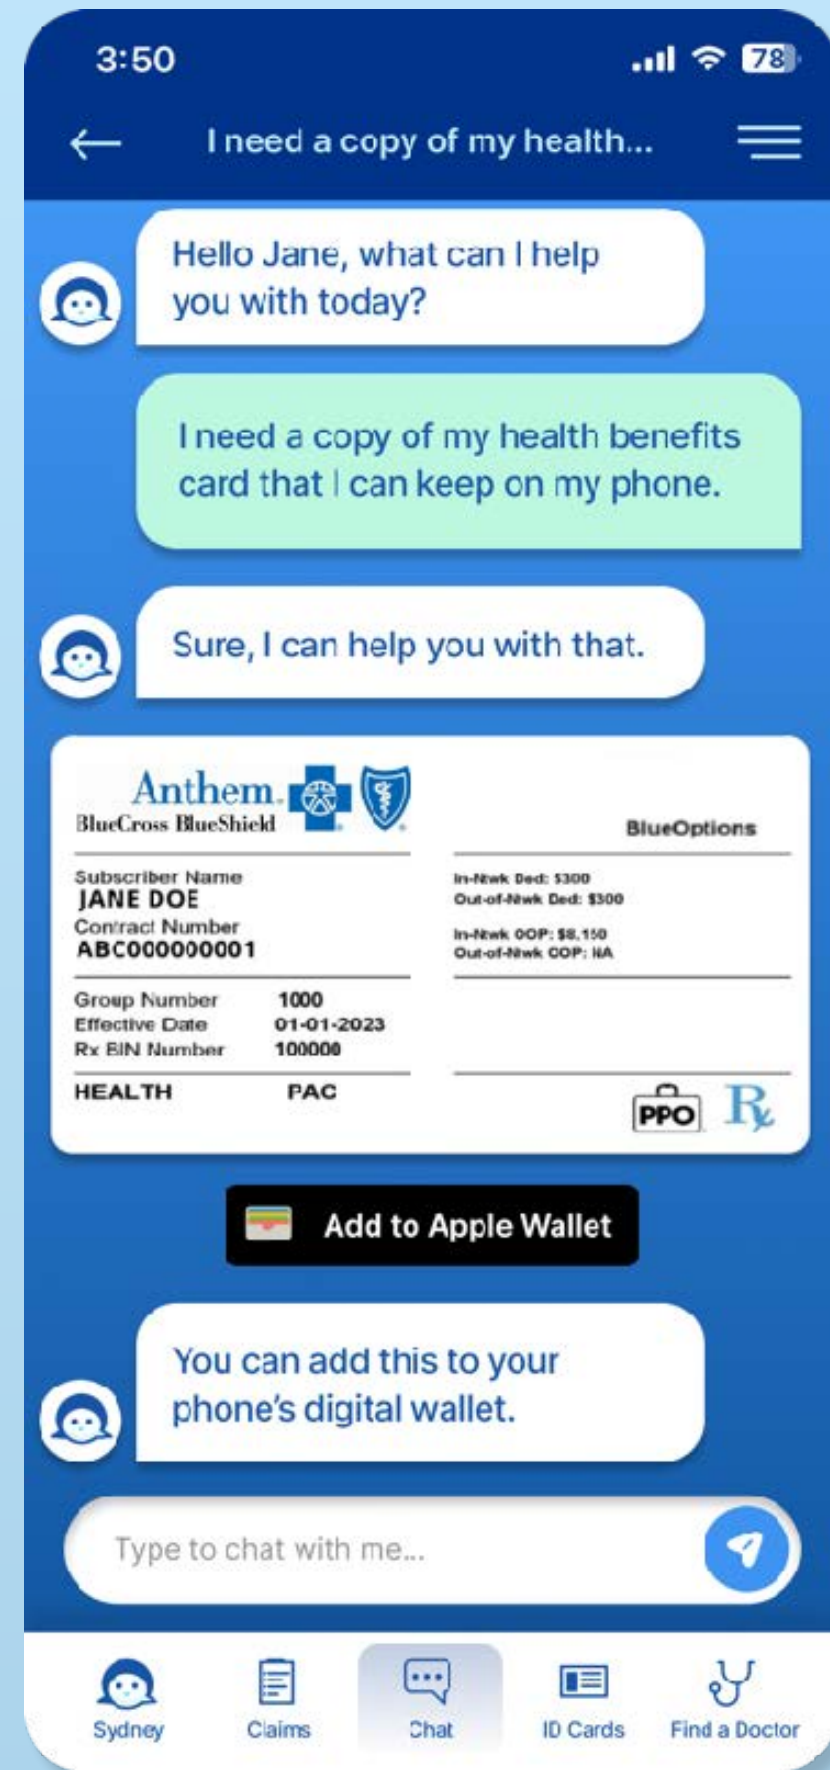 3:50
78
I need a copy of my health...
Hello Jane, what can I help
you with today?
I need a copy of my health benefits
card that I can keep on my phone.
Sure, I can help you with that.
Anthem.
BlueCross BlueShield
BlueOptions
Subscriber Name
JANE DOE
Contract Number
ABC000000001
In-Nwk Ded: $300
Out-of-Nwk Ded: $300
In-Nwk OOP: $8,150
Out-of-Nwk OOP: NA
Group Number 1000
Effective Date 01-01-2023
Rx BIN Number 100000
HEALTH PAC
PPO Rx
Add to Apple Wallet
You can add this to your
phone's digital wallet.
Type to chat with me...
Sydney Claims Chat ID Cards Find a Doctor